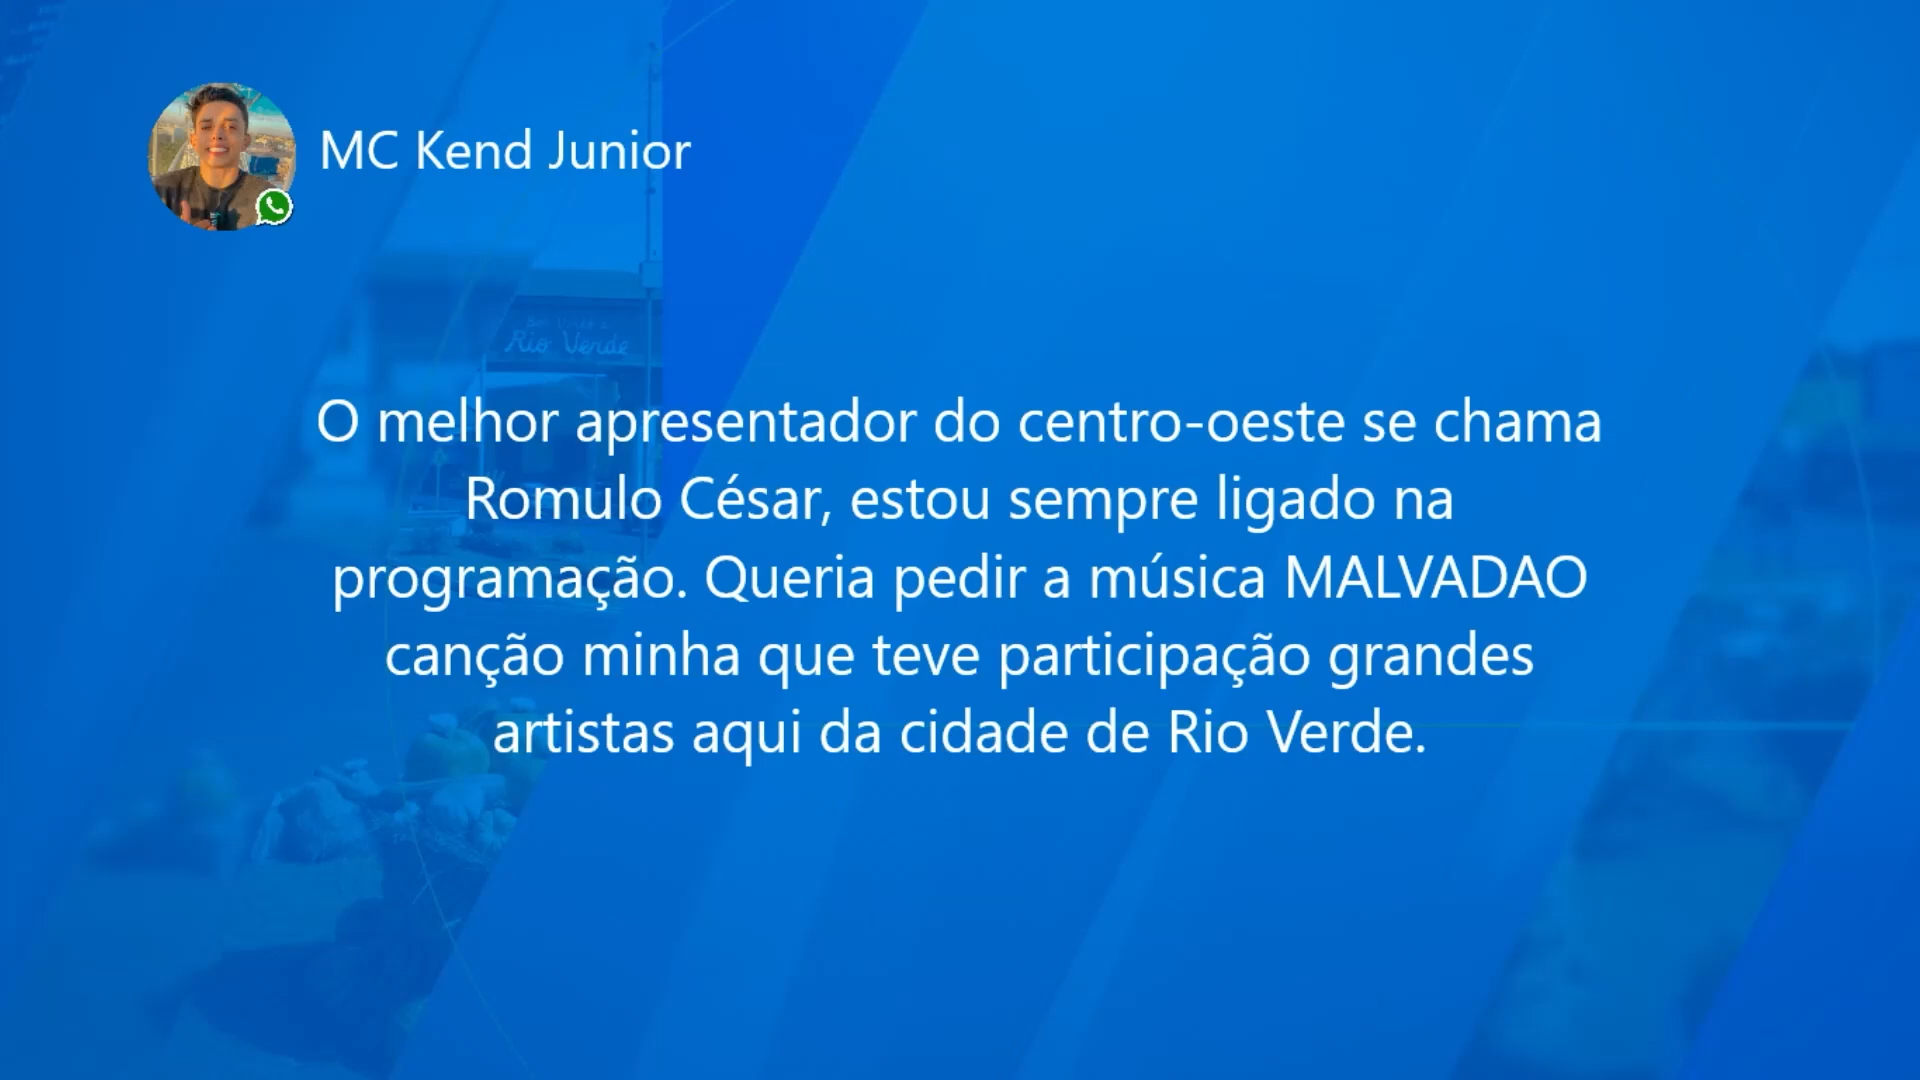 MC Kend Junior
Rio Verde
O melhor apresentador do centro-oeste se chama
Romulo César, estou sempre ligado na
programação. Queria pedir a música MALVADAO
canção minha que teve participação grandes
artistas aqui da cidade de Rio Verde.